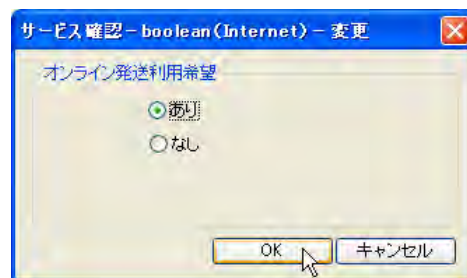 サービス確認－boolean(Internet)－変更
オンライン発送利用希望
あり
なし
OK
キャンセル